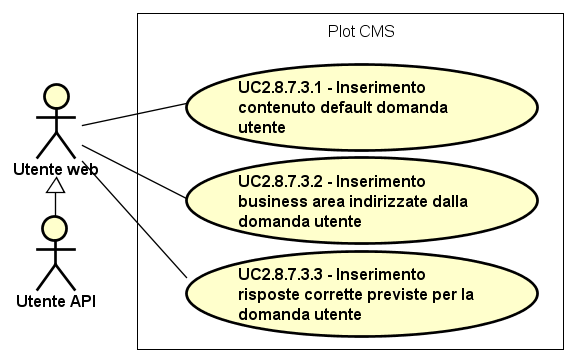 Plot CMS
UC2.8.7.3.1 - Inserimento
contenuto default domanda
utente
Utente web
UC2.8.7.3.2 - Inserimento
business area indirizzate dalla
domanda utente
Utente API
UC2.8.7.3.3 - Inserimento
risposte corrette previste per la
domanda utente